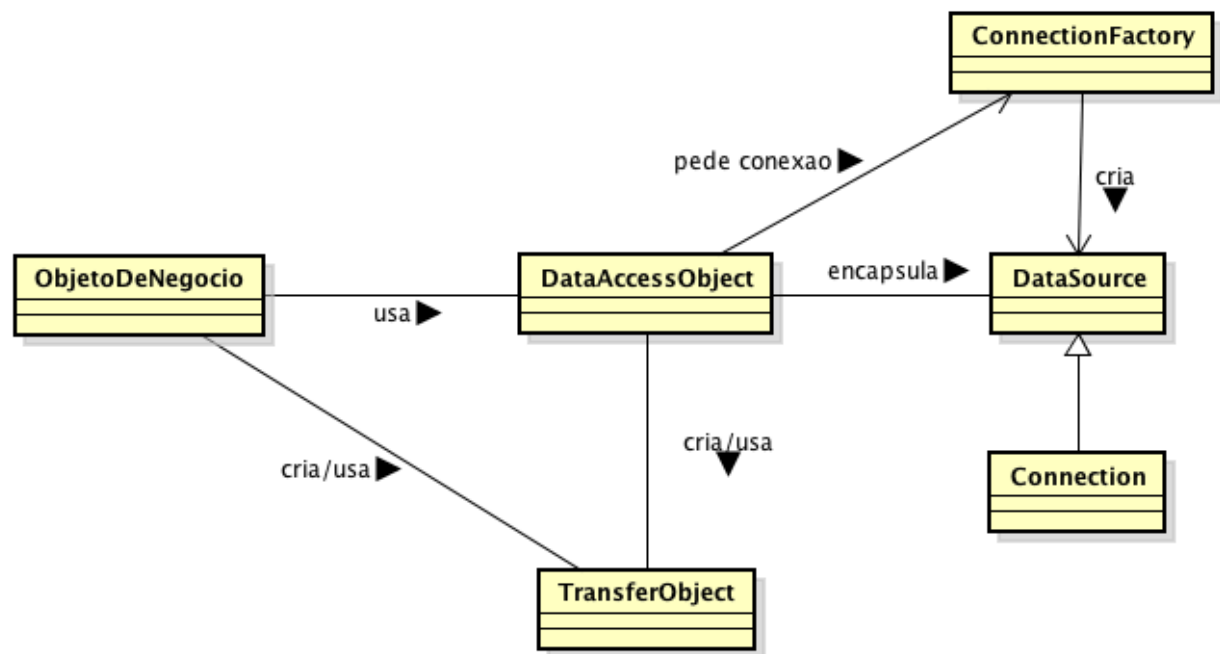 ConnectionFactory
pede conexao
cria
ObjetoDeNegocio
DataAccessObject
encapsula
DataSource
usa
cria/usa
cria/usa
Connection
TransferObject